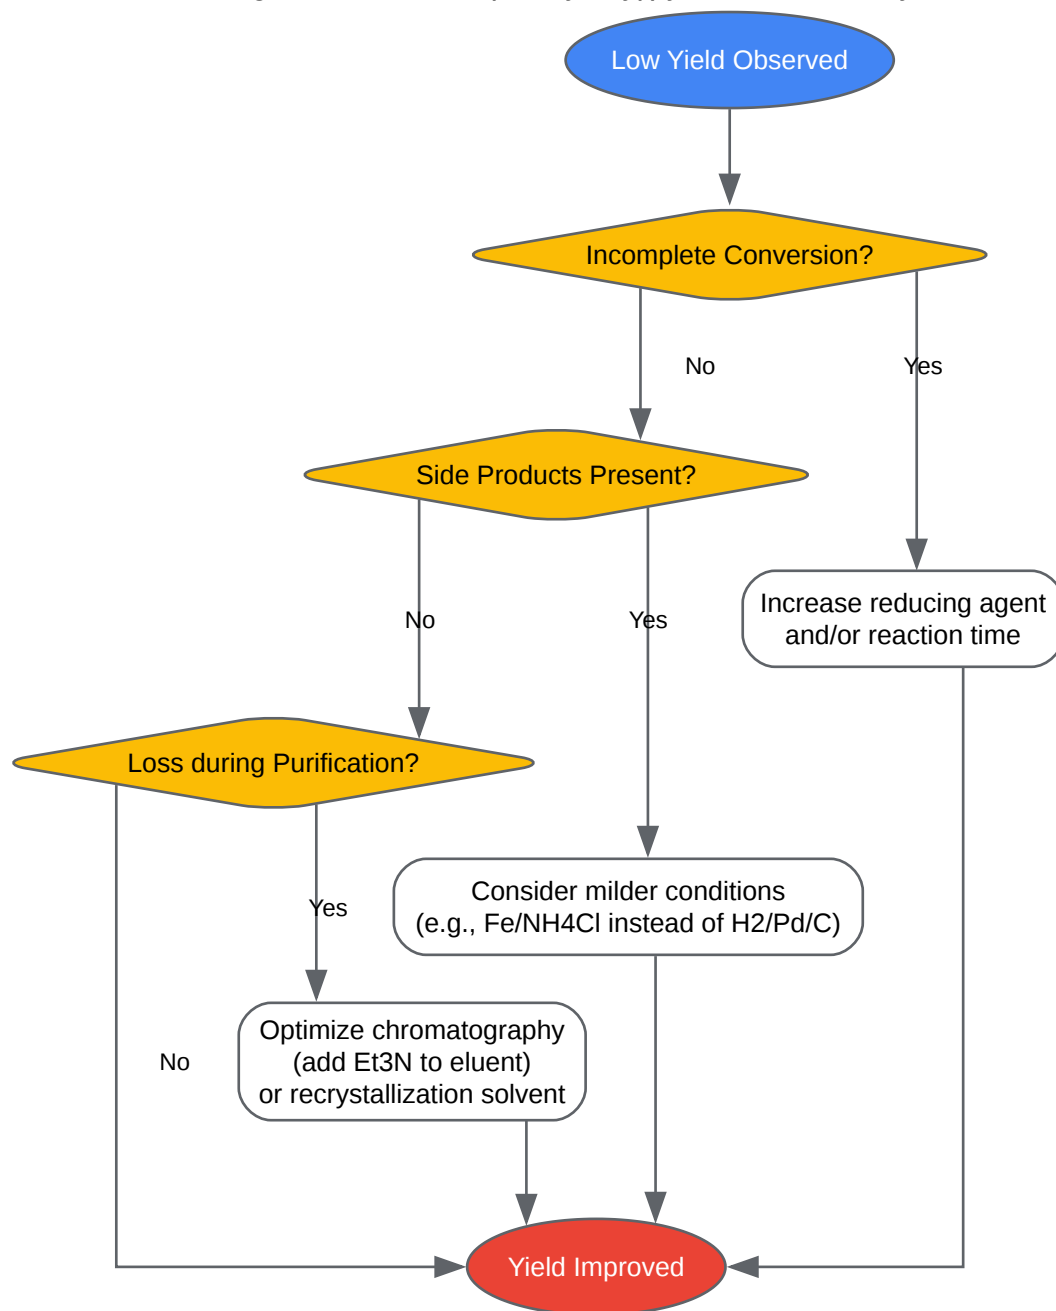 Low Yield Observed
Incomplete Conversion?
No
Yes
Side Products Present?
Increase reducing agent
and/or reaction time
No
Yes
Loss during Purification?
Consider milder conditions
(e.g., Fe/NH4Cl instead of H2/Pd/C)
Yes
Optimize chromatography
(add Et3N to eluent)
or recrystallization solvent
No
Yield Improved